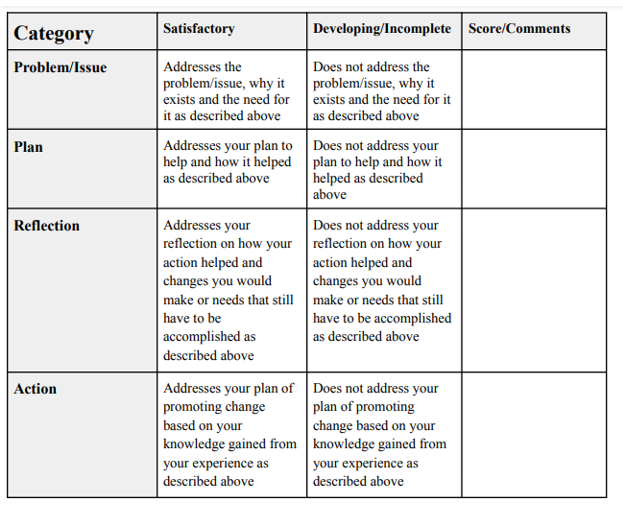 Category
Satisfactory
Developing/Incomplete
Score/Comments
Problem/Issue
Addresses the
problem/issue, why it
exists and the need for
it as described above
Does not address the
problem/issue, why it
exists and the need for it
as described above
Plan
Addresses your plan to
help and how it helped
as described above
Does not address your
plan to help and how it
helped as described
above
Reflection
Addresses your
reflection on how your
action helped and
changes you would
make or needs that still
have to be
accomplished as
described above
Does not address your
reflection on how your
action helped and
changes you would
make or needs that still
have to be accomplished
as described above
Action
Addresses your plan of
promoting change
based on your
knowledge gained from
your experience as
described above
Does not address your
plan of promoting
change based on your
knowledge gained from
your experience as
described above